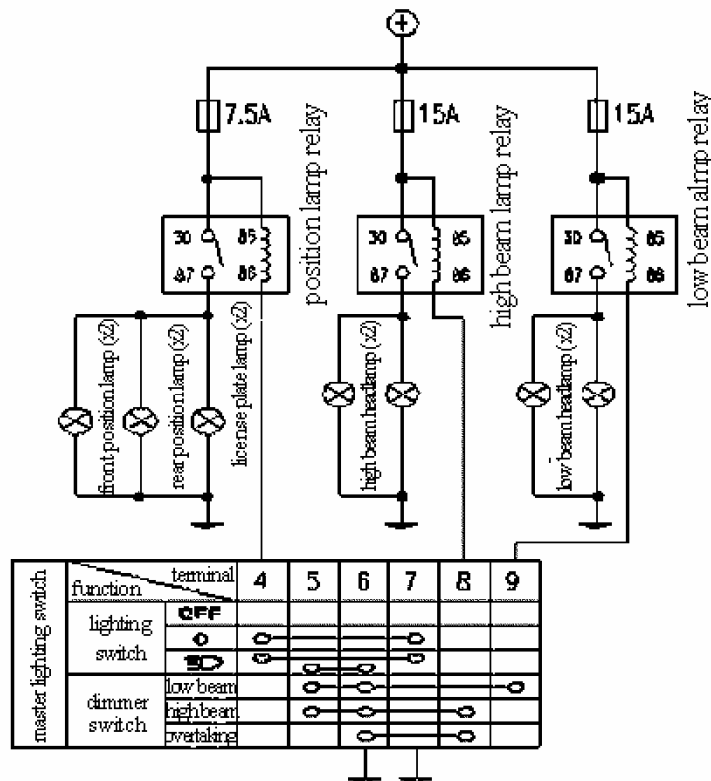 +
7.5A
position lamp relay
15A
high beam lamp relay
15A
low beam almp relay
30 85
87 86
30 85
87 86
30 85
87 86
front position lamp (x2)
rear position lamp (x2)
license plate lamp (x2)
high beam headlamp (x2)
low beam headlamp (x2)
master lighting switch
function terminal 4 5 6 7 8 9
lighting switch
OFF
dimmer switch
low beam
high beam
overtaking